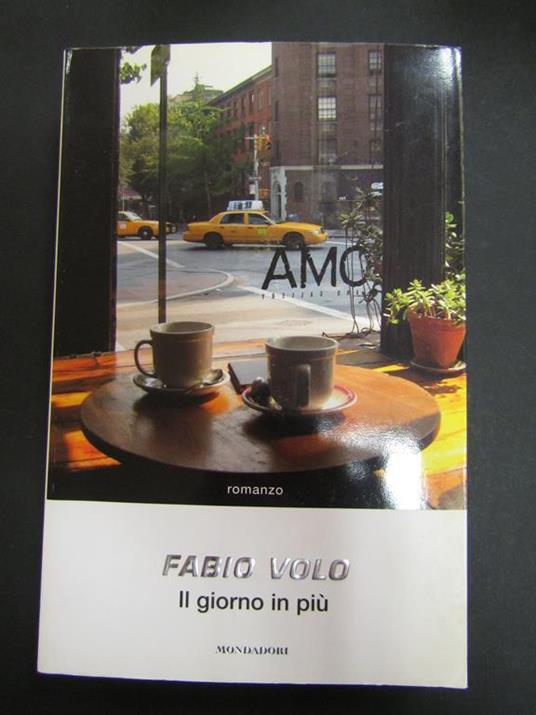 AMO
romanzo
FABIO VOLO
Il giorno in più
MONDADORI